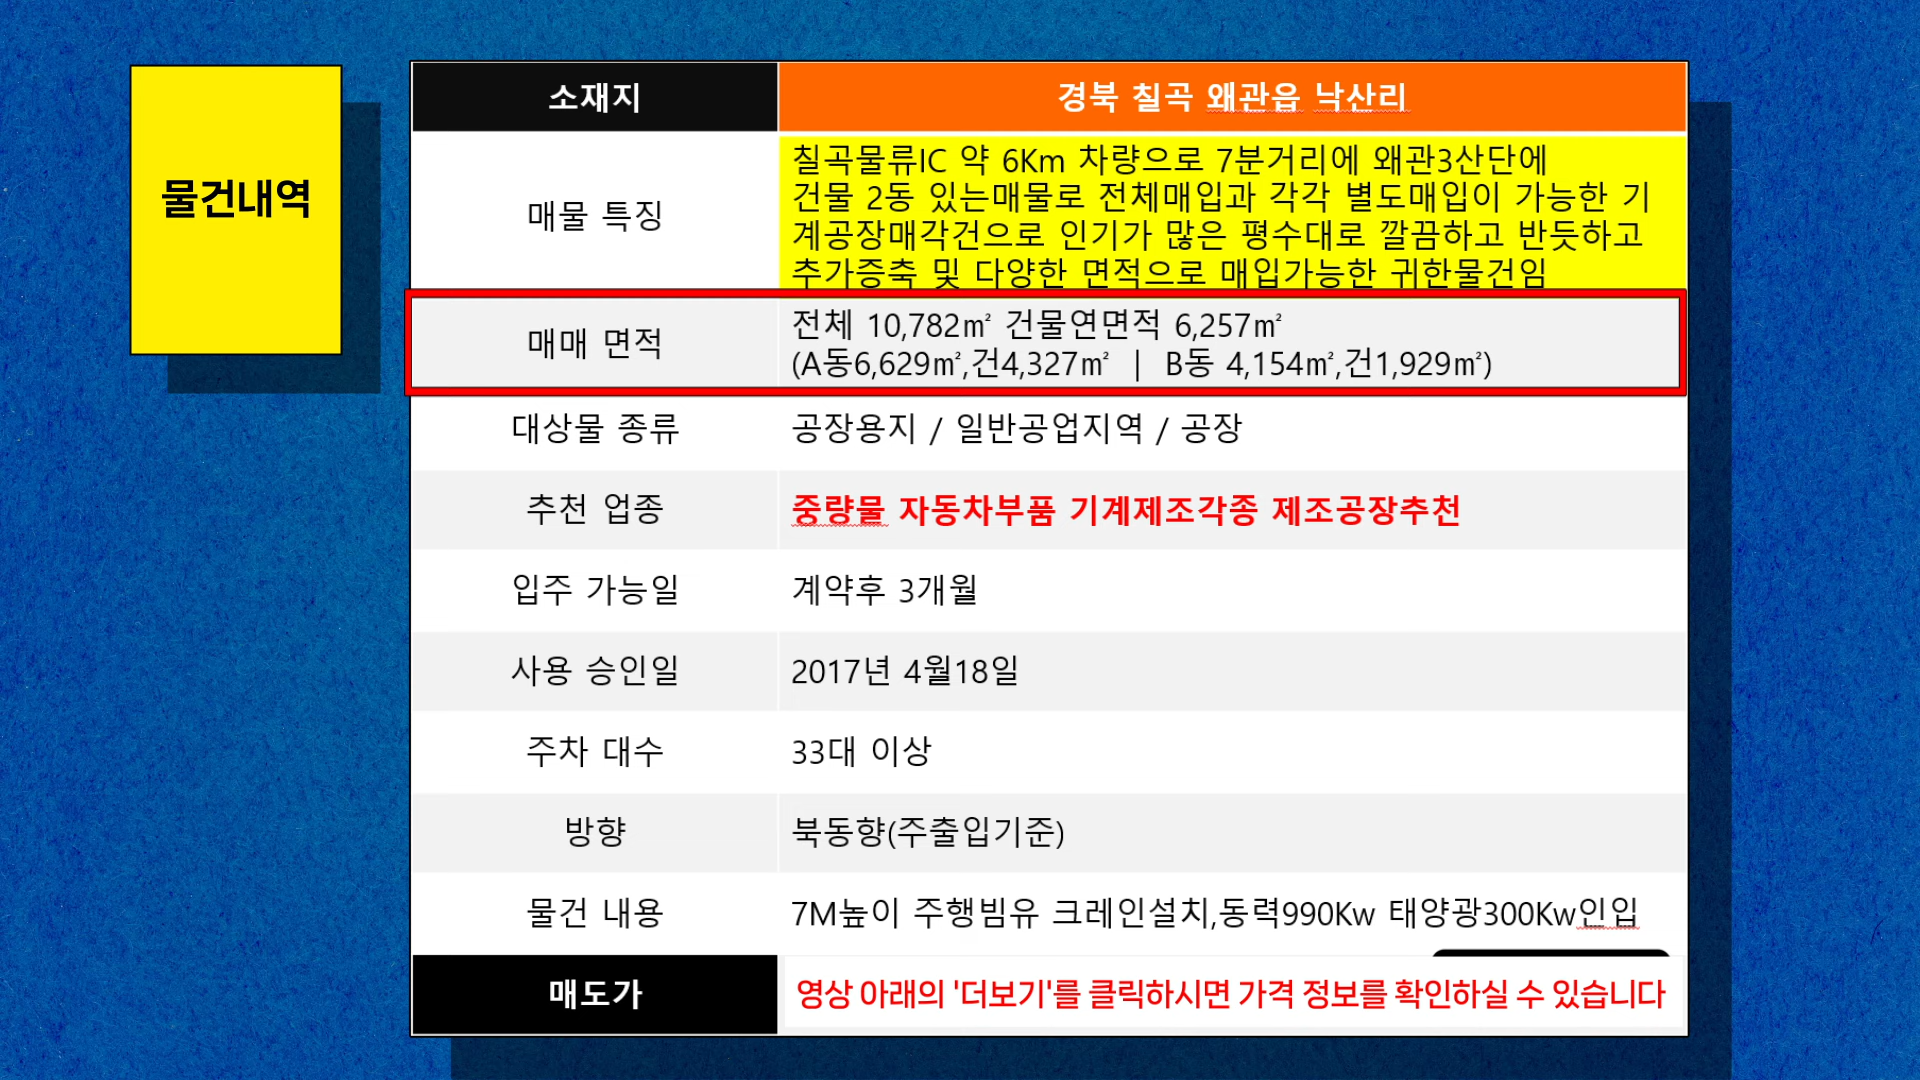 물건내역
소재지
경북 칠곡 왜관읍 낙산리
매물 특징
칠곡물류IC 약 6Km 차량으로 7분거리에 왜관3산단에
건물 2동 있는매물로 전체매입과 각각 별도매입이 가능한 기
계공장매각건으로 인기가 많은 평수대로 깔끔하고 반듯하고
추가증축 및 다양한 면적으로 매입가능한 귀한물건임
매매 면적
전체 10,782㎡ 건물연면적 6,257㎡
(A동6,629㎡,건4,327㎡ | B동 4,154㎡,건1,929㎡)
대상물 종류
공장용지 / 일반공업지역 / 공장
추천 업종
중량물 자동차부품 기계제조각종 제조공장추천
입주 가능일
계약후 3개월
사용 승인일
2017년 4월18일
주차 대수
33대 이상
방향
북동향(주출입기준)
물건 내용
7M높이 주행빔유 크레인설치,동력990Kw 태양광300Kw인입
매도가
영상 아래의 '더보기'를 클릭하시면 가격 정보를 확인하실 수 있습니다